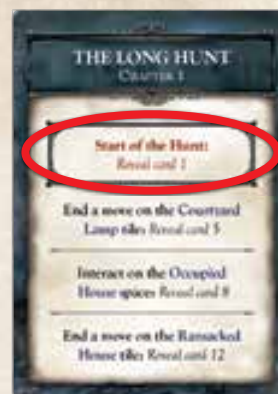 THE LONG HUNT
CHAPTER 1
Start of the Hunt:
Reveal card 1
End a move on the Courtyard
Lamp tile: Reveal card 5
Interact on the Occupied
House space: Reveal card 8
End a move on the Ransacked
House tile: Reveal card 12